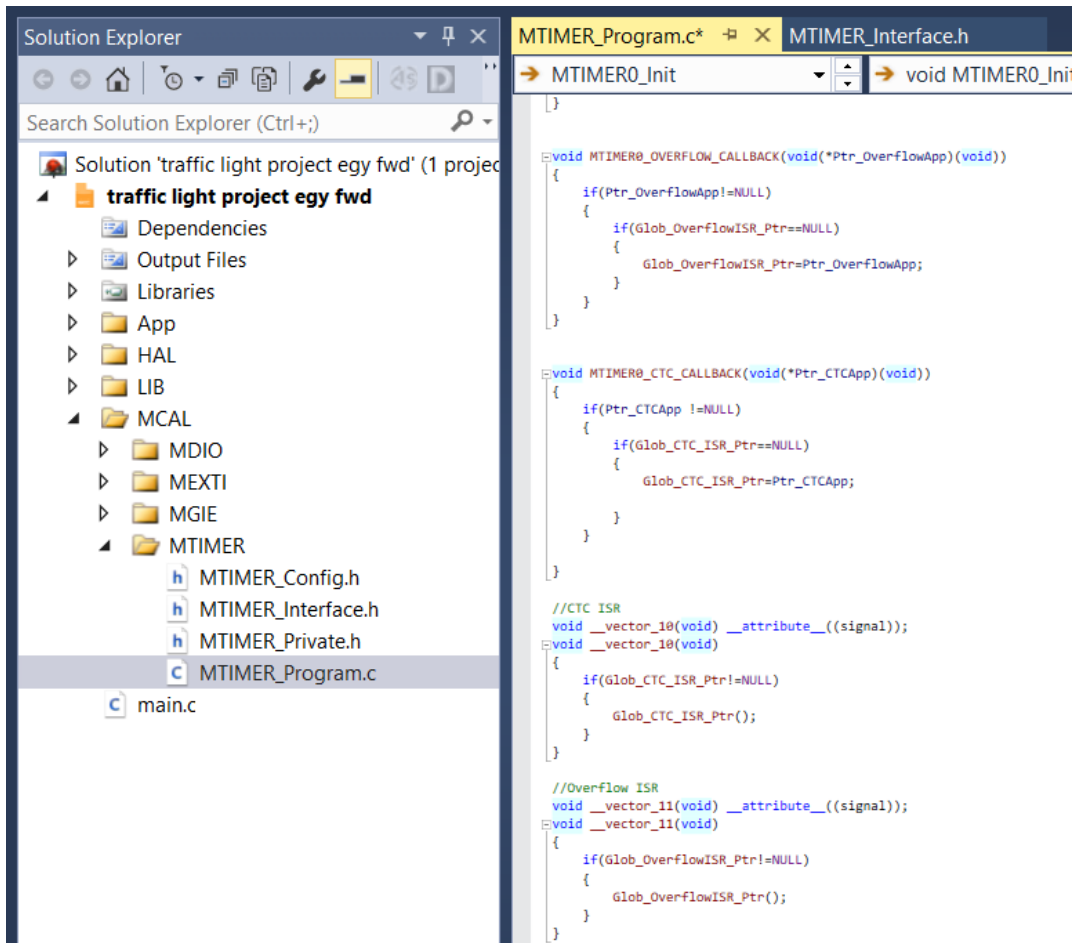 Solution Explorer
Search Solution Explorer (Ctrl+;)
Solution 'traffic light project egy fwd' (1 projec
traffic light project egy fwd
Dependencies
Output Files
Libraries
App
HAL
LIB
MCAL
MDIO
MEXTI
MGIE
MTIMER
MTIMER_Config.h
MTIMER_Interface.h
MTIMER_Private.h
MTIMER_Program.c
main.c
MTIMER_Program.c* MTIMER_Interface.h
MTIMER0_Init void MTIMER0_Init
}
void MTIMER0_OVERFLOW_CALLBACK(void(*Ptr_OverflowApp)(void))
{
if(Ptr_OverflowApp!=NULL)
{
if(Glob_OverflowISR_Ptr==NULL)
{
Glob_OverflowISR_Ptr=Ptr_OverflowApp;
}
}
}
void MTIMER0_CTC_CALLBACK(void(*Ptr_CTCApp)(void))
{
if(Ptr_CTCApp !=NULL)
{
if(Glob_CTC_ISR_Ptr==NULL)
{
Glob_CTC_ISR_Ptr=Ptr_CTCApp;
}
}
}
//CTC ISR
void __vector_10(void) __attribute__((signal));
void __vector_10(void)
{
if(Glob_CTC_ISR_Ptr!=NULL)
{
Glob_CTC_ISR_Ptr();
}
}
//Overflow ISR
void __vector_11(void) __attribute__((signal));
void __vector_11(void)
{
if(Glob_OverflowISR_Ptr!=NULL)
{
Glob_OverflowISR_Ptr();
}
}